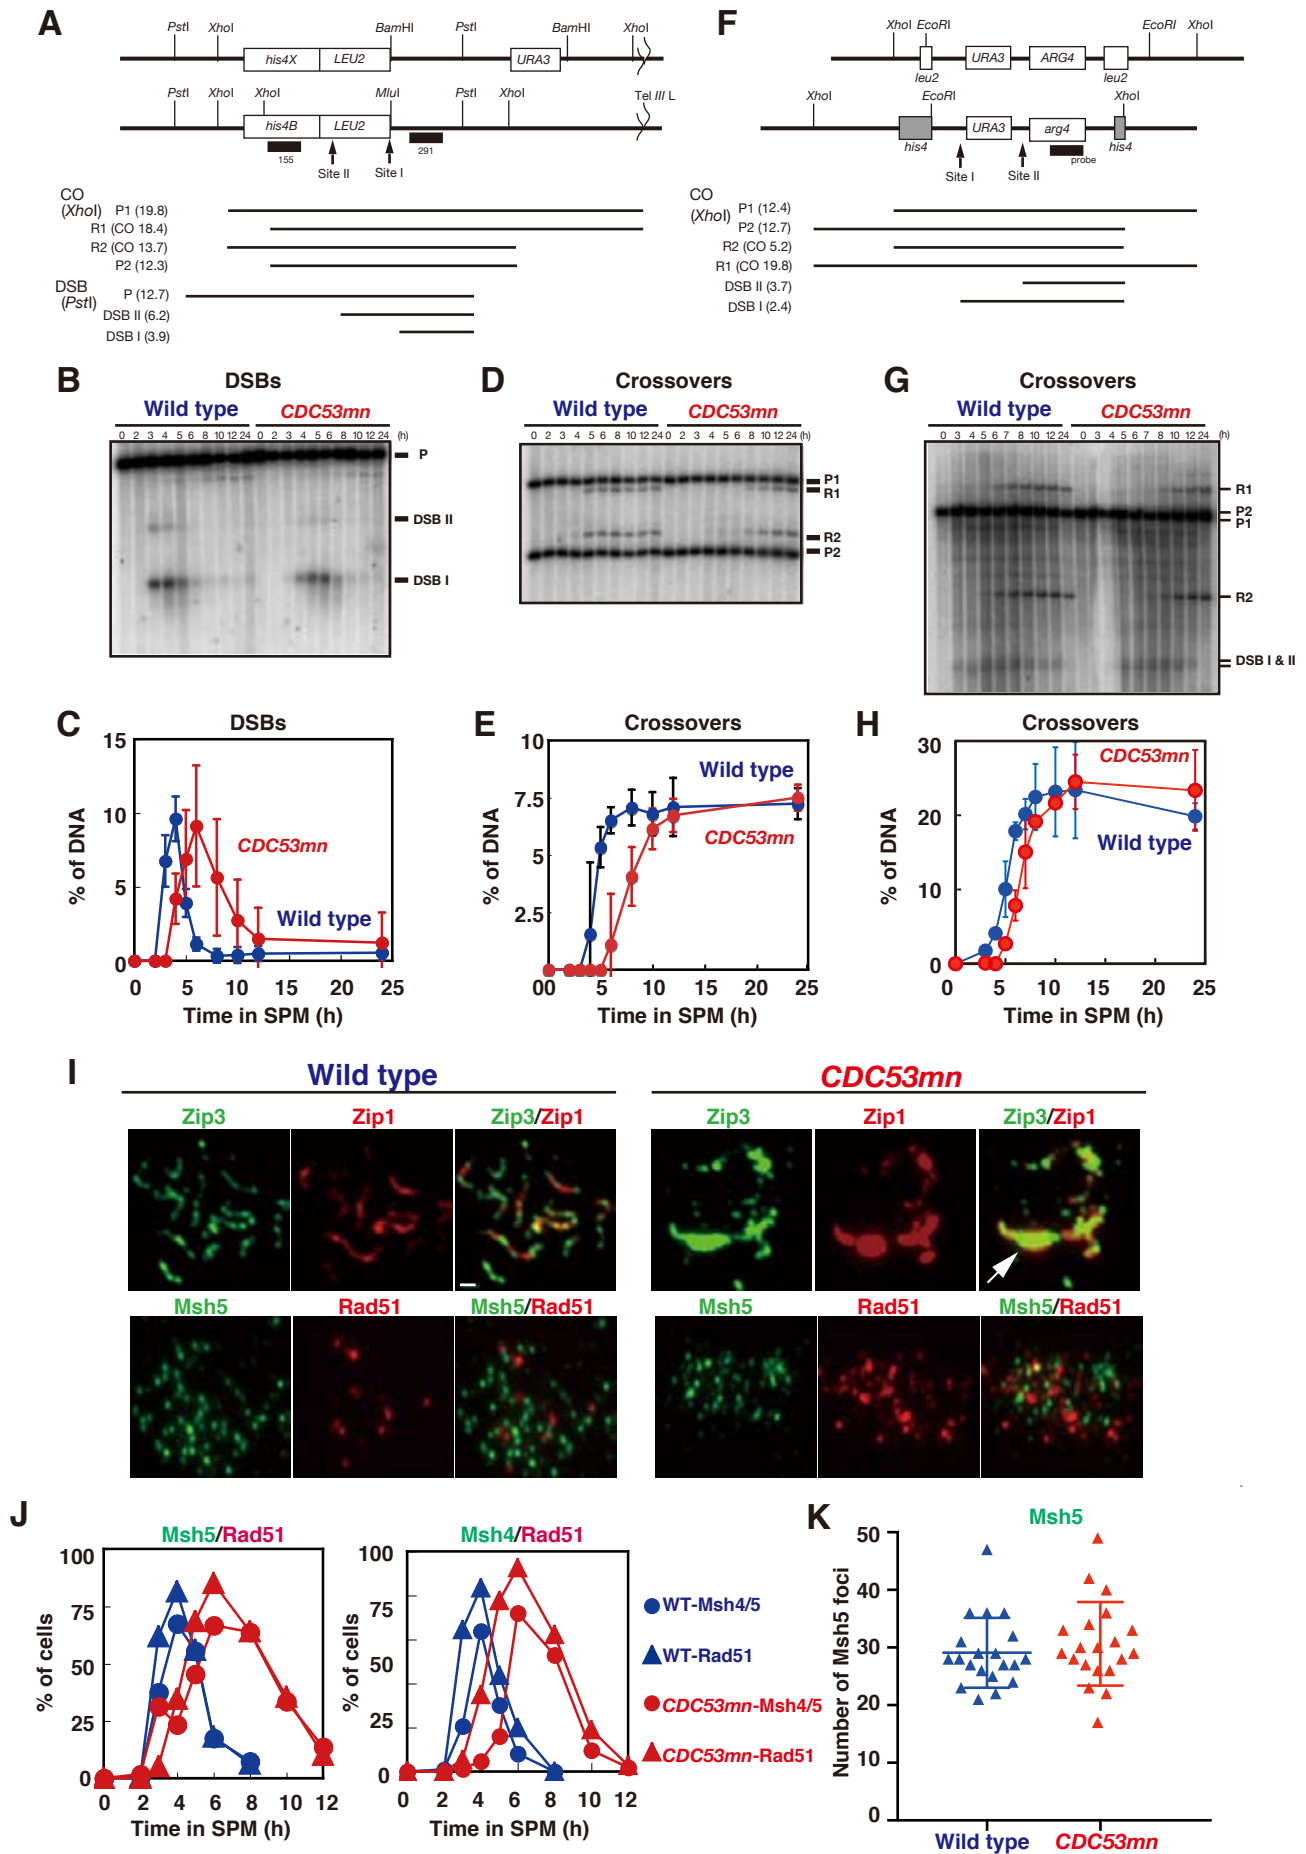 A
PstI XhoI BamHI PstI BamHI XhoI
his4X LEU2 URA3
PstI XhoI XhoI MluI PstI XhoI Tel III L
his4B LEU2
155 291
Site II Site I
CO
(XhoI)
P1 (19.8)
R1 (CO 18.4)
R2 (CO 13.7)
P2 (12.3)
DSB
(PstI)
P (12.7)
DSB II (6.2)
DSB I (3.9)
F
XhoI EcoRI EcoRI XhoI
URA3 ARG4
leu2 leu2
XhoI EcoRI XhoI
URA3 arg4
his4 his4
probe
Site I Site II
CO
(XhoI)
P1 (12.4)
P2 (12.7)
R2 (CO 5.2)
R1 (CO 19.8)
DSB II (3.7)
DSB I (2.4)
B
DSBs
Wild type CDC53mn
0 2 3 4 5 6 8 10 12 24 0 2 3 4 5 6 8 10 12 24 (h)
P
DSB II
DSB I
D
Crossovers
Wild type CDC53mn
0 2 3 4 5 6 8 10 12 24 0 2 3 4 5 6 8 10 12 24 (h)
P1
R1
R2
P2
G
Crossovers
Wild type CDC53mn
0 3 4 5 6 7 8 10 12 24 0 3 4 5 6 7 8 10 12 24 (h)
R1
P2
P1
R2
DSB I & II
C
DSBs
15
10
5
0
% of DNA
CDC53mn
Wild type
0 5 10 15 20 25
Time in SPM (h)
E
Crossovers
10
7.5
5
2.5
0
% of DNA
Wild type
CDC53mn
0 5 10 15 20 25
Time in SPM (h)
H
Crossovers
30
20
10
0
% of DNA
CDC53mn
Wild type
0 5 10 15 20 25
Time in SPM (h)
I
Wild type CDC53mn
Zip3 Zip1 Zip3/Zip1 Zip3 Zip1 Zip3/Zip1
Msh5 Rad51 Msh5/Rad51 Msh5 Rad51 Msh5/Rad51
J
Msh5/Rad51
100
75
50
25
0
% of cells
0 2 4 6 8 10 12
Time in SPM (h)
Msh4/Rad51
100
75
50
25
0
% of cells
0 2 4 6 8 10 12
Time in SPM (h)
WT-Msh4/5
WT-Rad51
CDC53mn-Msh4/5
CDC53mn-Rad51
K
Msh5
50
40
30
20
10
0
Number of Msh5 foci
Wild type CDC53mn